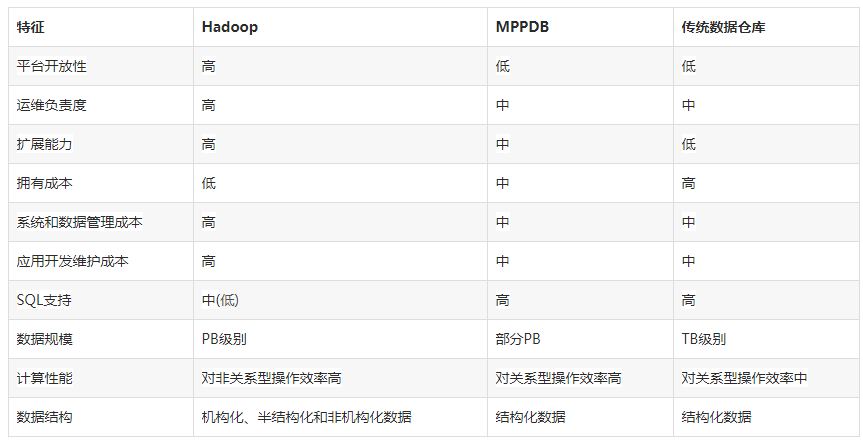 特征 Hadoop MPPDB 传统数据仓库
平台开放性 高 低 低
运维负责度 高 中 中
扩展能力 高 中 低
拥有成本 低 中 高
系统和数据管理成本 高 中 中
应用开发维护成本 高 中 中
SQL支持 中(低) 高 高
数据规模 PB级别 部分PB TB级别
计算性能 对非关系型操作效率高 对关系型操作效率高 对关系型操作效率中
数据结构 机构化、半结构化和非机构化数据 结构化数据 结构化数据